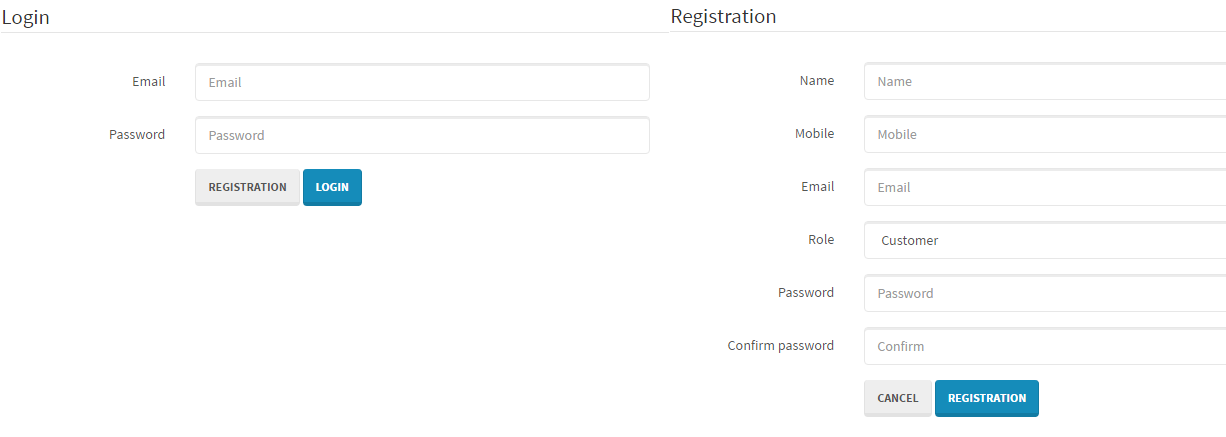 Login
Email Email
Password Password
REGISTRATION LOGIN
Registration
Name Name
Mobile Mobile
Email Email
Role Customer
Password Password
Confirm password Confirm
CANCEL REGISTRATION